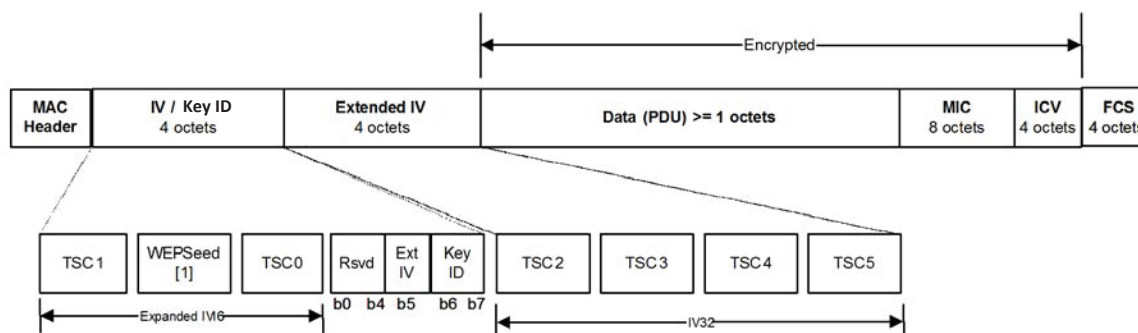 Encrypted
MAC Header
IV / Key ID
4 octets
Extended IV
4 octets
Data (PDU) >= 1 octets
MIC
8 octets
ICV
4 octets
FCS
4 octets
TSC1
WEPSeed
[1]
TSC0
Rsvd
Ext IV
Key ID
TSC2
TSC3
TSC4
TSC5
b0 b4 b5 b6 b7
Expanded IV16
IV32